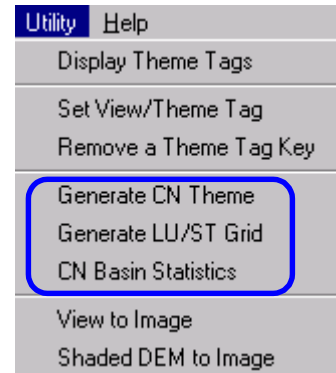 Utility Help
Display Theme Tags
Set View/Theme Tag
Remove a Theme Tag Key
Generate CN Theme
Generate LU/ST Grid
CN Basin Statistics
View to Image
Shaded DEM to Image